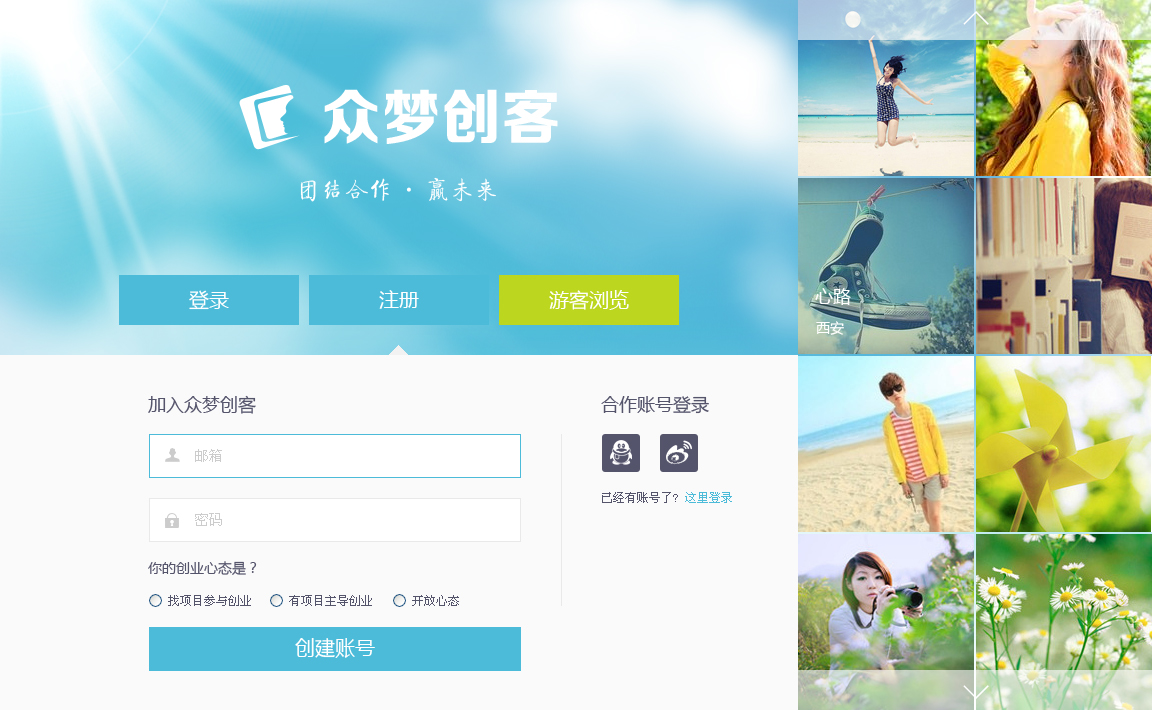 众梦创客
团结合作 · 赢未来
登录
注册
游客浏览
加入众梦创客
邮箱
密码
你的创业心态是？
找项目参与创业 有项目主导创业 开放心态
创建账号
合作账号登录
已经有账号了? 这里登录
心路
西安